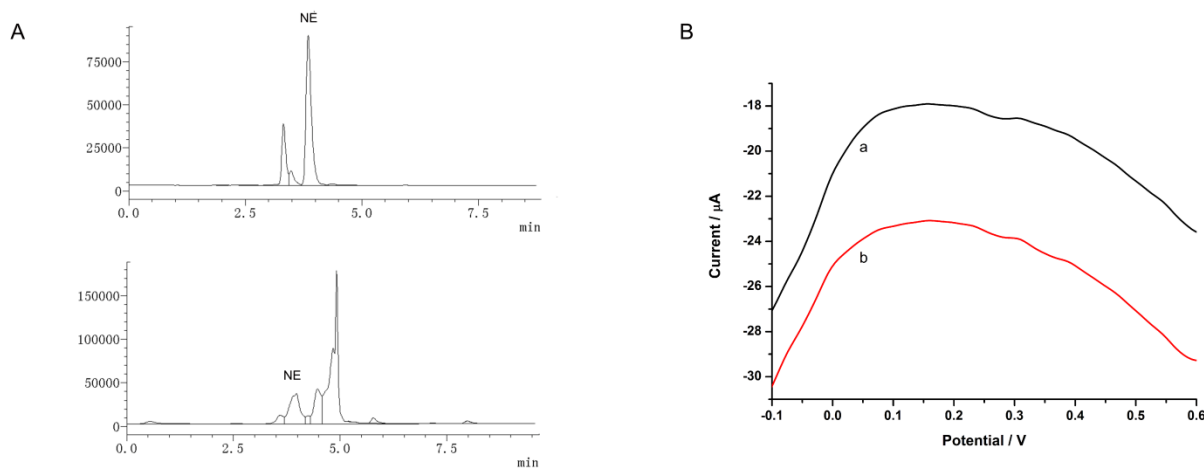 A
NE
75000
50000
25000
0
0.0 2.5 5.0 7.5
min
NE
150000
100000
50000
0
0.0 2.5 5.0 7.5
min
B
-18
-20
-22
-24
-26
-28
-30
Current / μA
a
b
-0.1 0.0 0.1 0.2 0.3 0.4 0.5 0.6
Potential / V